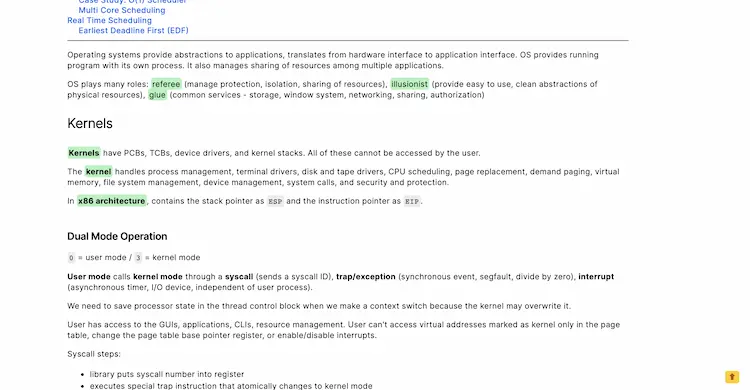 Case Study: O(1) Scheduler
Multi Core Scheduling
Real Time Scheduling
Earliest Deadline First (EDF)
Operating systems provide abstractions to applications, translates from hardware interface to application interface. OS provides running
program with its own process. It also manages sharing of resources among multiple applications.
OS plays many roles: referee (manage protection, isolation, sharing of resources), illusionist (provide easy to use, clean abstractions of
physical resources), glue (common services - storage, window system, networking, sharing, authorization)
Kernels
Kernels have PCBs, TCBs, device drivers, and kernel stacks. All of these cannot be accessed by the user.
The kernel handles process management, terminal drivers, disk and tape drivers, CPU scheduling, page replacement, demand paging, virtual
memory, file system management, device management, system calls, and security and protection.
In x86 architecture, contains the stack pointer as ESP and the instruction pointer as EIP.
Dual Mode Operation
0 = user mode / 3 = kernel mode
User mode calls kernel mode through a syscall (sends a syscall ID), trap/exception (synchronous event, segfault, divide by zero), interrupt
(asynchronous timer, I/O device, independent of user process).
We need to save processor state in the thread control block when we make a context switch because the kernel may overwrite it.
User has access to the GUIs, applications, CLIs, resource management. User can't access virtual addresses marked as kernel only in the page
table, change the page table base pointer register, or enable/disable interrupts.
Syscall steps:
• library puts syscall number into register
• executes special trap instruction that atomically changes to kernel mode